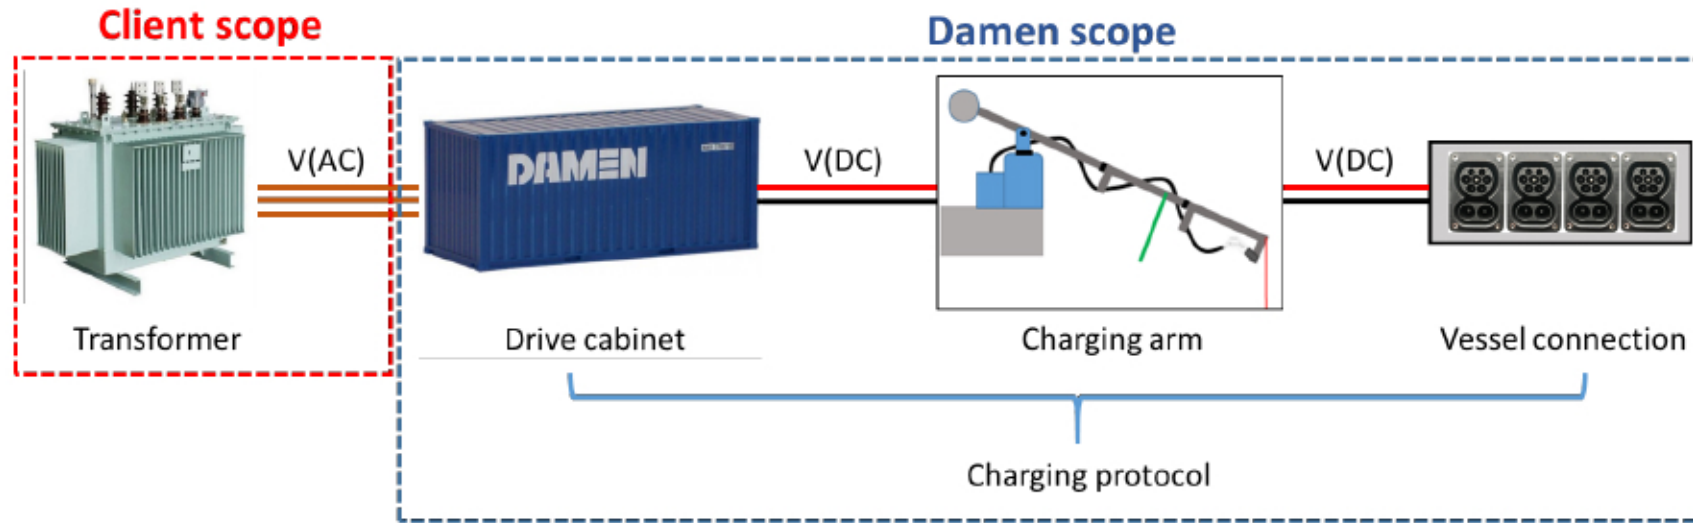 Client scope
Damen scope
V(AC)
DAMEN
V(DC)
V(DC)
Transformer
Drive cabinet
Charging arm
Vessel connection
Charging protocol